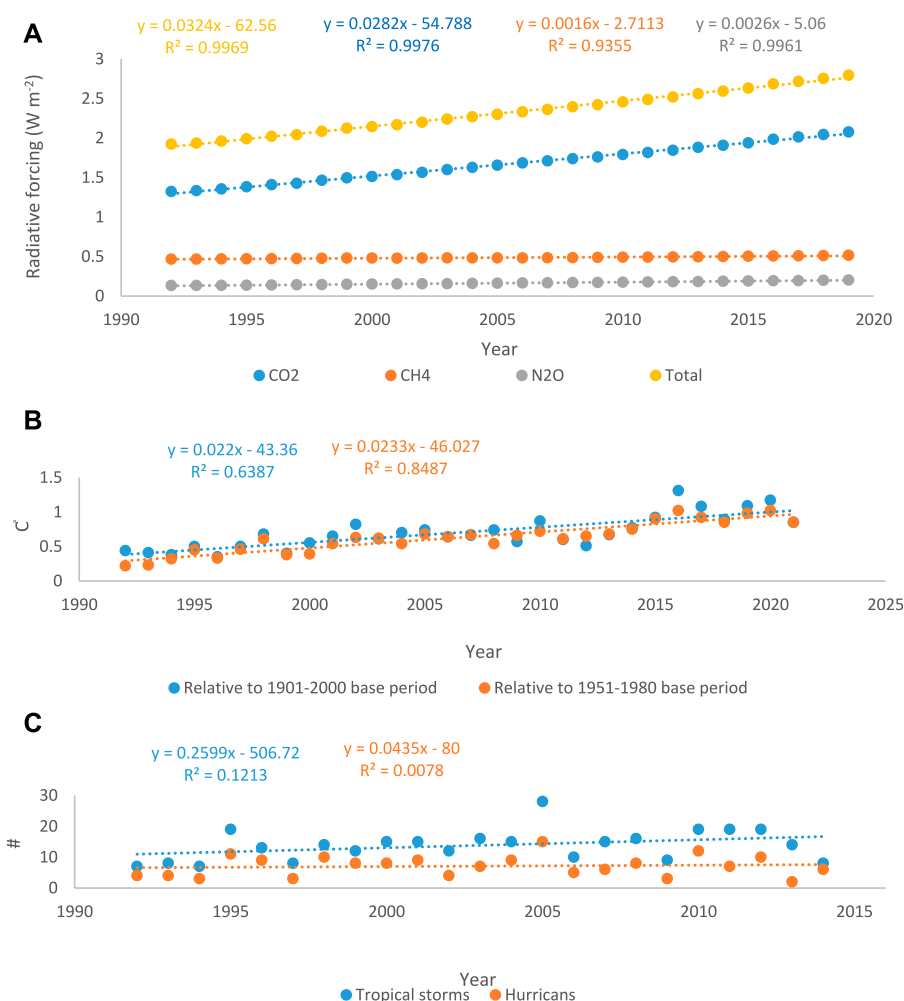 A
y = 0.0324x - 62.56
R² = 0.9969
y = 0.0282x - 54.788
R² = 0.9976
y = 0.0016x - 2.7113
R² = 0.9355
y = 0.0026x - 5.06
R² = 0.9961
Radiative forcing (W m-2)
3
2.5
2
1.5
1
0.5
0
1990 1995 2000 2005 2010 2015 2020
Year
CO2 CH4 N2O Total
B
y = 0.022x - 43.36
R² = 0.6387
y = 0.0233x - 46.027
R² = 0.8487
C°
1.5
1
0.5
0
1990 1995 2000 2005 2010 2015 2020 2025
Year
Relative to 1901-2000 base period Relative to 1951-1980 base period
C
y = 0.2599x - 506.72
R² = 0.1213
y = 0.0435x - 80
R² = 0.0078
#
30
20
10
0
1990 1995 2000 2005 2010 2015
Year
Tropical storms Hurricans